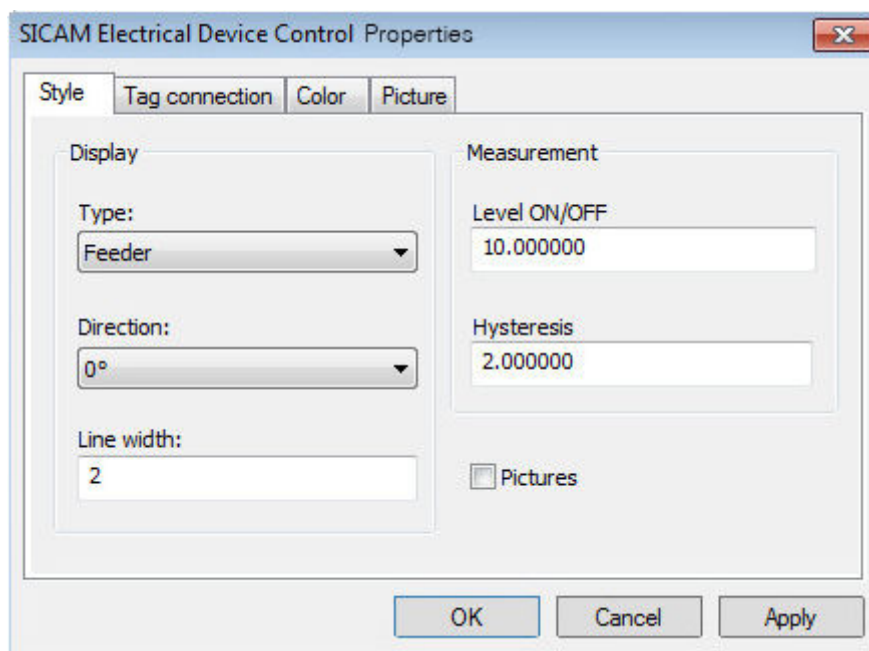 SICAM Electrical Device Control Properties
Style Tag connection Color Picture
Display
Type:
Feeder
Direction:
0°
Line width:
2
Measurement
Level ON/OFF
10.000000
Hysteresis
2.000000
Pictures
OK Cancel Apply